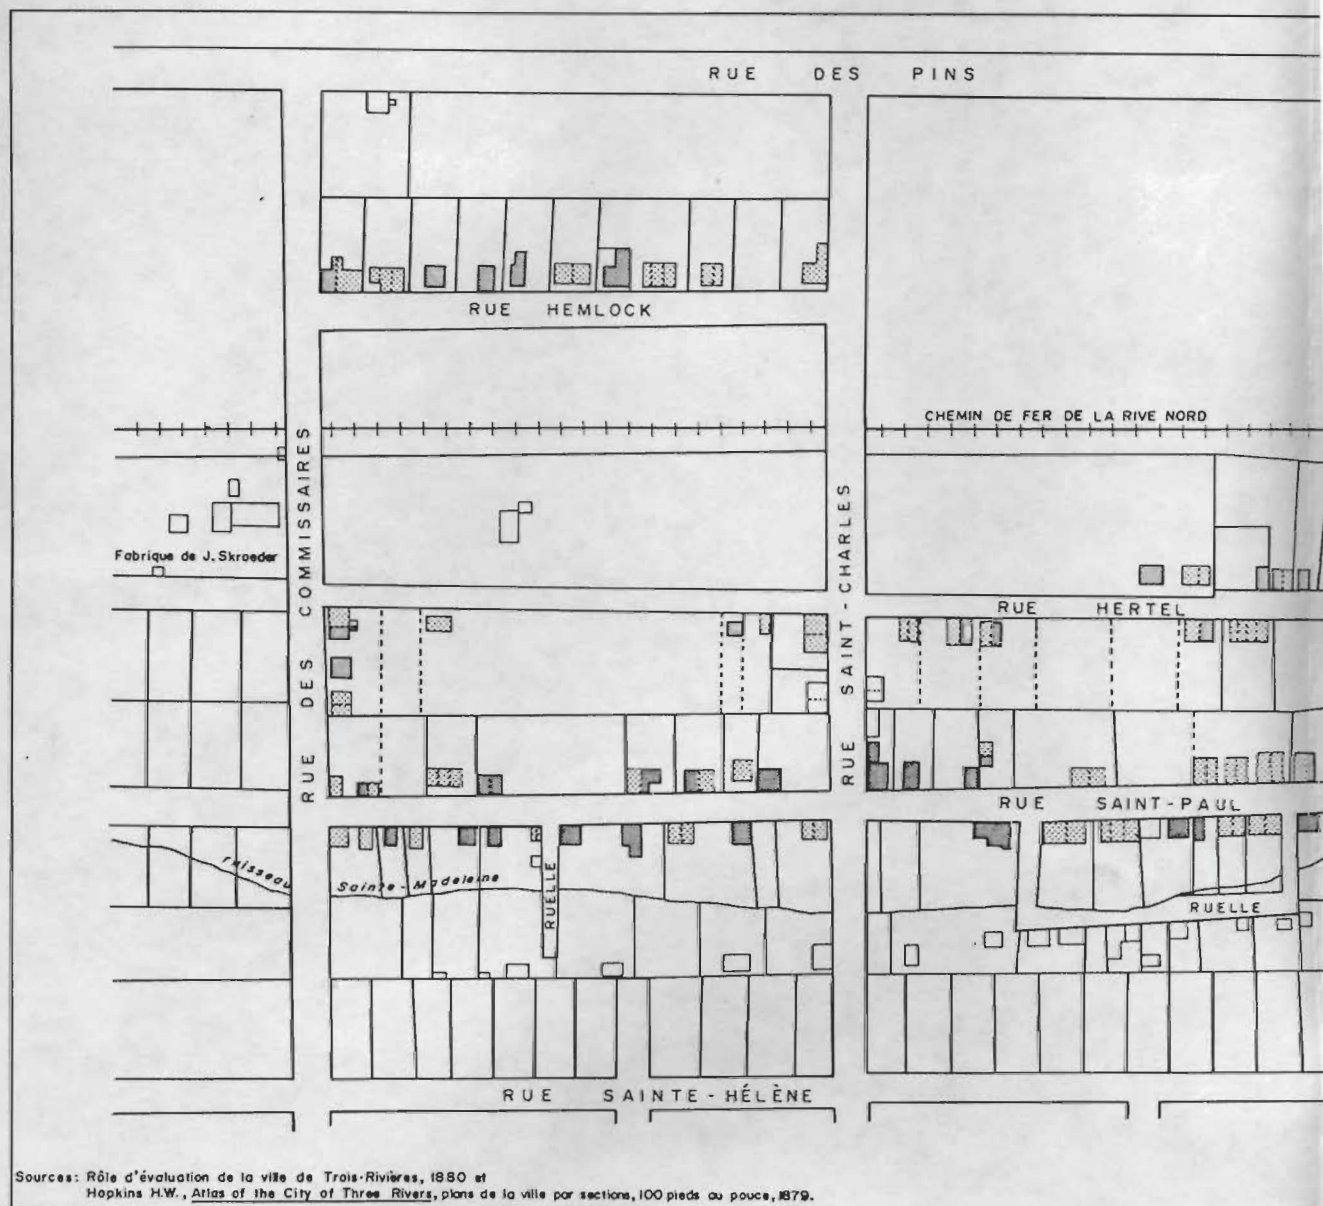 RUE DES PINS
RUE HEMLOCK
CHEMIN DE FER DE LA RIVE NORD
RUE DES COMMISSAIRES
RUE SAINT-CHARLES
Fabrique de J. Skroeder
RUE HERTEL
RUE SAINT-PAUL
ruisseau Sainte-Madeleine
RUELLE
RUELLE
RUE SAINTE-HÉLÈNE
Sources: Rôle d'évaluation de la ville de Trois-Rivières, 1880 et
Hopkins H.W., Atlas of the City of Three Rivers, plans de la ville par sections, 100 pieds au pouce, 1879.